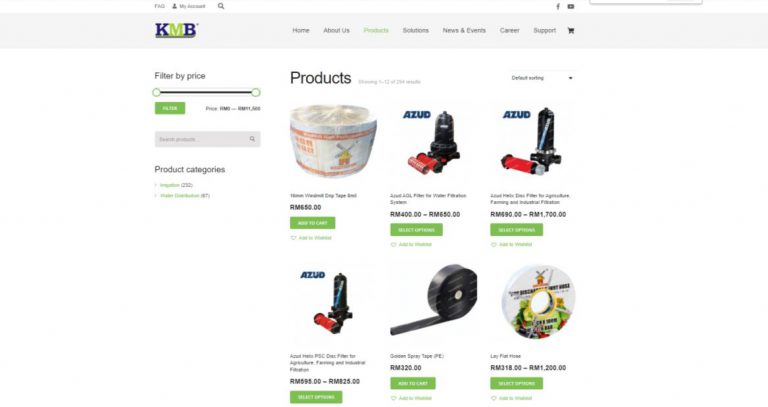 FAQ My Account
KMB
Home About Us Products Solutions News & Events Career Support
Filter by price
FILTER Price: RM0 — RM11,500
Search products...
Product categories
Irrigation (232)
Water Distribution (67)
Products Showing 1–12 of 294 results
Default sorting
AZUD
AZUD
16mm Windmill Drip Tape 6mil
RM650.00
ADD TO CART
Add to Wishlist
Azud AGL Filter for Water Filtration
System
RM400.00 – RM650.00
SELECT OPTIONS
Add to Wishlist
Azud Helix Disc Filter for Agriculture,
Farming and Industrial Filtration
RM690.00 – RM1,700.00
SELECT OPTIONS
Add to Wishlist
AZUD
Azud Helix PSC Disc Filter for
Agriculture, Farming and Industrial
Filtration
RM595.00 – RM825.00
SELECT OPTIONS
Golden Spray Tape (PE)
RM320.00
ADD TO CART
Add to Wishlist
Lay Flat Hose
RM318.00 – RM1,200.00
SELECT OPTIONS
Add to Wishlist